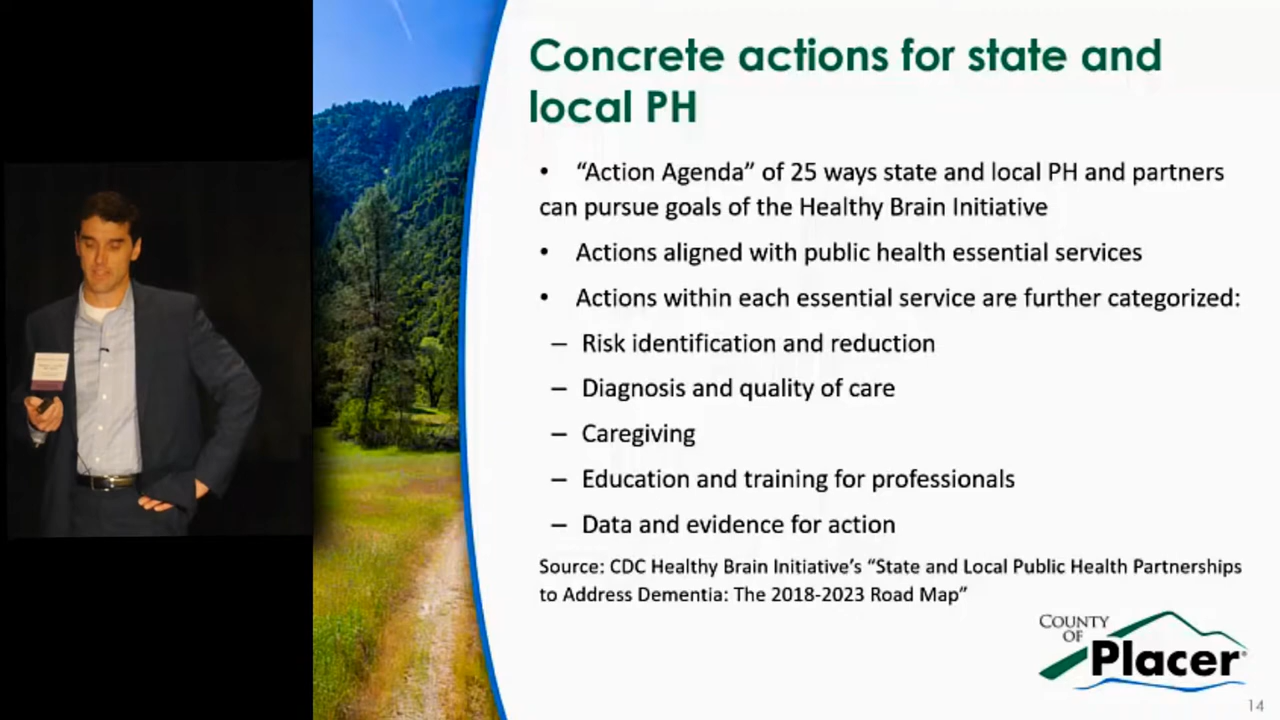 Concrete actions for state and
local PH
• “Action Agenda” of 25 ways state and local PH and partners
can pursue goals of the Healthy Brain Initiative
• Actions aligned with public health essential services
• Actions within each essential service are further categorized:
– Risk identification and reduction
– Diagnosis and quality of care
– Caregiving
– Education and training for professionals
– Data and evidence for action
Source: CDC Healthy Brain Initiative’s “State and Local Public Health Partnerships
to Address Dementia: The 2018-2023 Road Map”
COUNTY
OF
Placer®
14